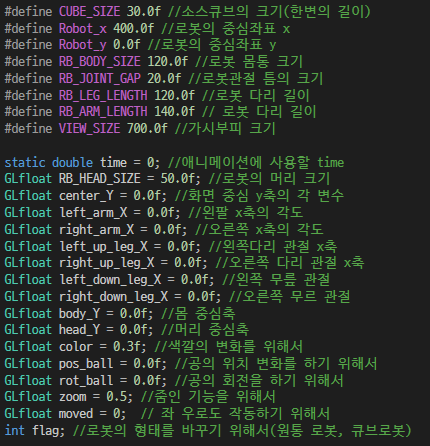 #define CUBE_SIZE 30.0f //소스큐브의 크기(한변의 길이)
#define Robot_x 400.0f //로봇의 중심좌표 x
#define Robot_y 0.0f //로봇의 중심좌표 y
#define RB_BODY_SIZE 120.0f //로봇 몸통 크기
#define RB_JOINT_GAP 20.0f //로봇관절 틈의 크기
#define RB_LEG_LENGTH 120.0f // 로봇 다리 길이
#define RB_ARM_LENGTH 140.0f // 로봇 다리 길이
#define VIEW_SIZE 700.0f //가시부피 크기
static double time = 0; //애니메이션에 사용할 time
GLfloat RB_HEAD_SIZE = 50.0f; //로봇의 머리 크기
GLfloat center_Y = 0.0f; //화면 중심 y축의 각 변수
GLfloat left_arm_X = 0.0f; //왼팔 x축의 각도
GLfloat right_arm_X = 0.0f; //오른쪽 x축의 각도
GLfloat left_up_leg_X = 0.0f; //왼쪽다리 관절 x축
GLfloat right_up_leg_X = 0.0f; //오른쪽 다리 관절 x축
GLfloat left_down_leg_X = 0.0f; //왼쪽 무릎 관절
GLfloat right_down_leg_X = 0.0f; //오른쪽 무르 관절
GLfloat body_Y = 0.0f; //몸 중심축
GLfloat head_Y = 0.0f; //머리 중심축
GLfloat color = 0.3f; //색깔의 변화를 위해서
GLfloat pos_ball = 0.0f; //공의 위치 변화를 하기 위해서
GLfloat rot_ball = 0.0f; //공의 회전을 하기 위해서
GLfloat zoom = 0.5; //줌인 기능을 위해서
GLfloat moved = 0;  // 좌 우로도 작동하기 위해서
int flag; //로봇의 형태를 바꾸기 위해서(원통 로봇, 큐브로봇)